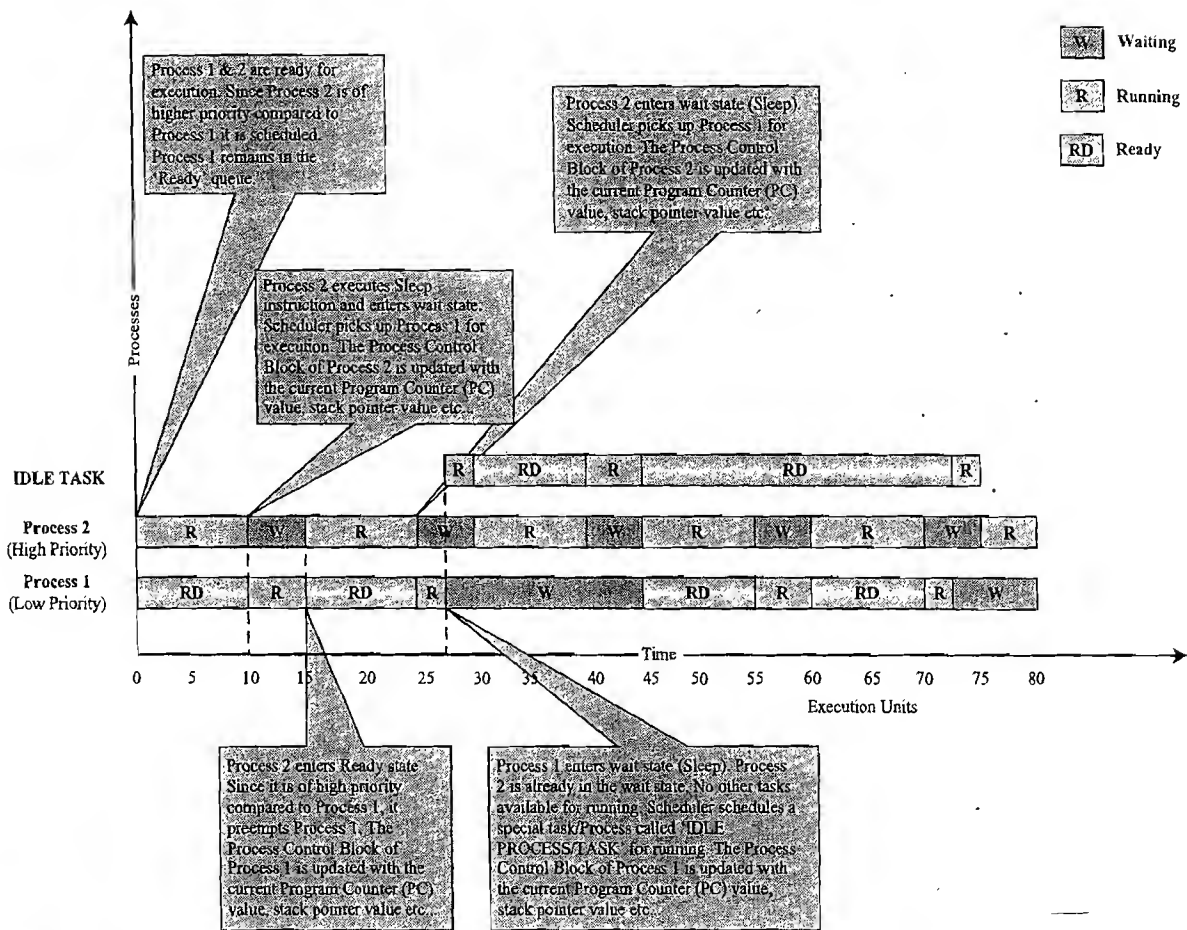 W Waiting
R Running
RD Ready
Process 1 & 2 are ready for
execution. Since Process 2 is of
higher priority compared to
Process 1 it is scheduled.
Process 1 remains in the
'Ready' queue.
Process 2 enters wait state (Sleep).
Scheduler picks up Process 1 for
execution. The Process Control
Block of Process 2 is updated with
the current Program Counter (PC)
value, stack pointer value etc..
Process 2 executes Sleep
instruction and enters wait state.
Scheduler picks up Process 1 for
execution. The Process Control
Block of Process 2 is updated with
the current Program Counter (PC)
value, stack pointer value etc...
Processes
IDLE TASK
R RD R RD R
Process 2
(High Priority)
R W R W R W R W R W R
Process 1
(Low Priority)
RD R RD R W RD R RD R W
Time
0 5 10 15 20 25 30 35 40 45 50 55 60 65 70 75 80
Execution Units
Process 2 enters Ready state
Since it is of high priority
compared to Process 1, it
preempts Process 1. The
Process Control Block of
Process 1 is updated with the
current Program Counter (PC)
value, stack pointer value etc...
Process 1 enters wait state (Sleep). Process
2 is already in the wait state. No other tasks
available for running. Scheduler schedules a
special task/Process called 'IDLE
PROCESS/TASK' for running. The Process
Control Block of Process 1 is updated with
the current Program Counter (PC) value,
stack pointer value etc...